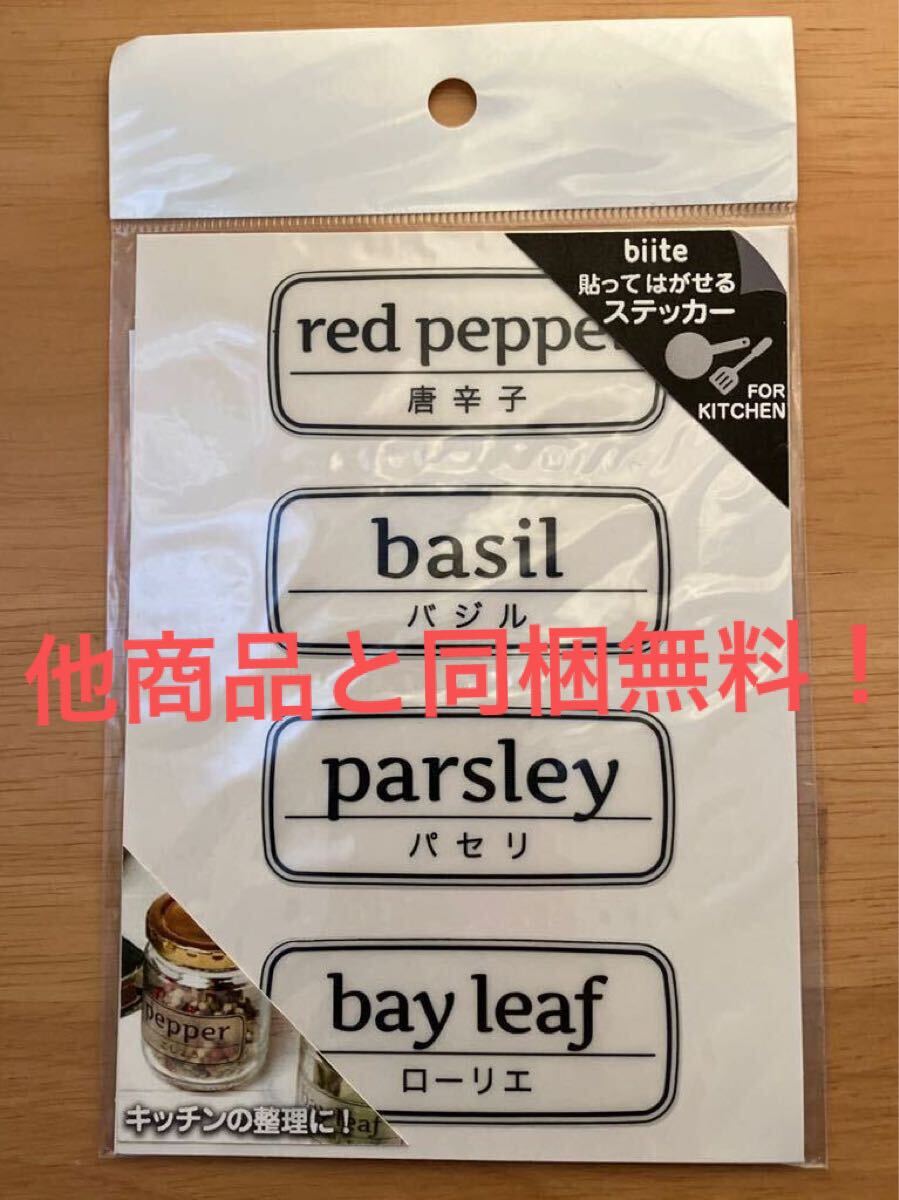 biite
貼ってはがせる
ステッカー
FOR
KITCHEN
red pepper
唐辛子
basil
バジル
他商品と同梱無料！
parsley
パセリ
bay leaf
ローリエ
pepper
キッチンの整理に！
leaf